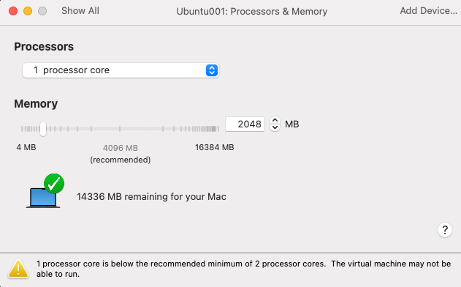 Show All
Ubuntu001: Processors & Memory
Add Device...
Processors
1 processor core
Memory
2048 MB
4 MB
4096 MB
16384 MB
(recommended)
14336 MB remaining for your Mac
?
1 processor core is below the recommended minimum of 2 processor cores. The virtual machine may not be
able to run.